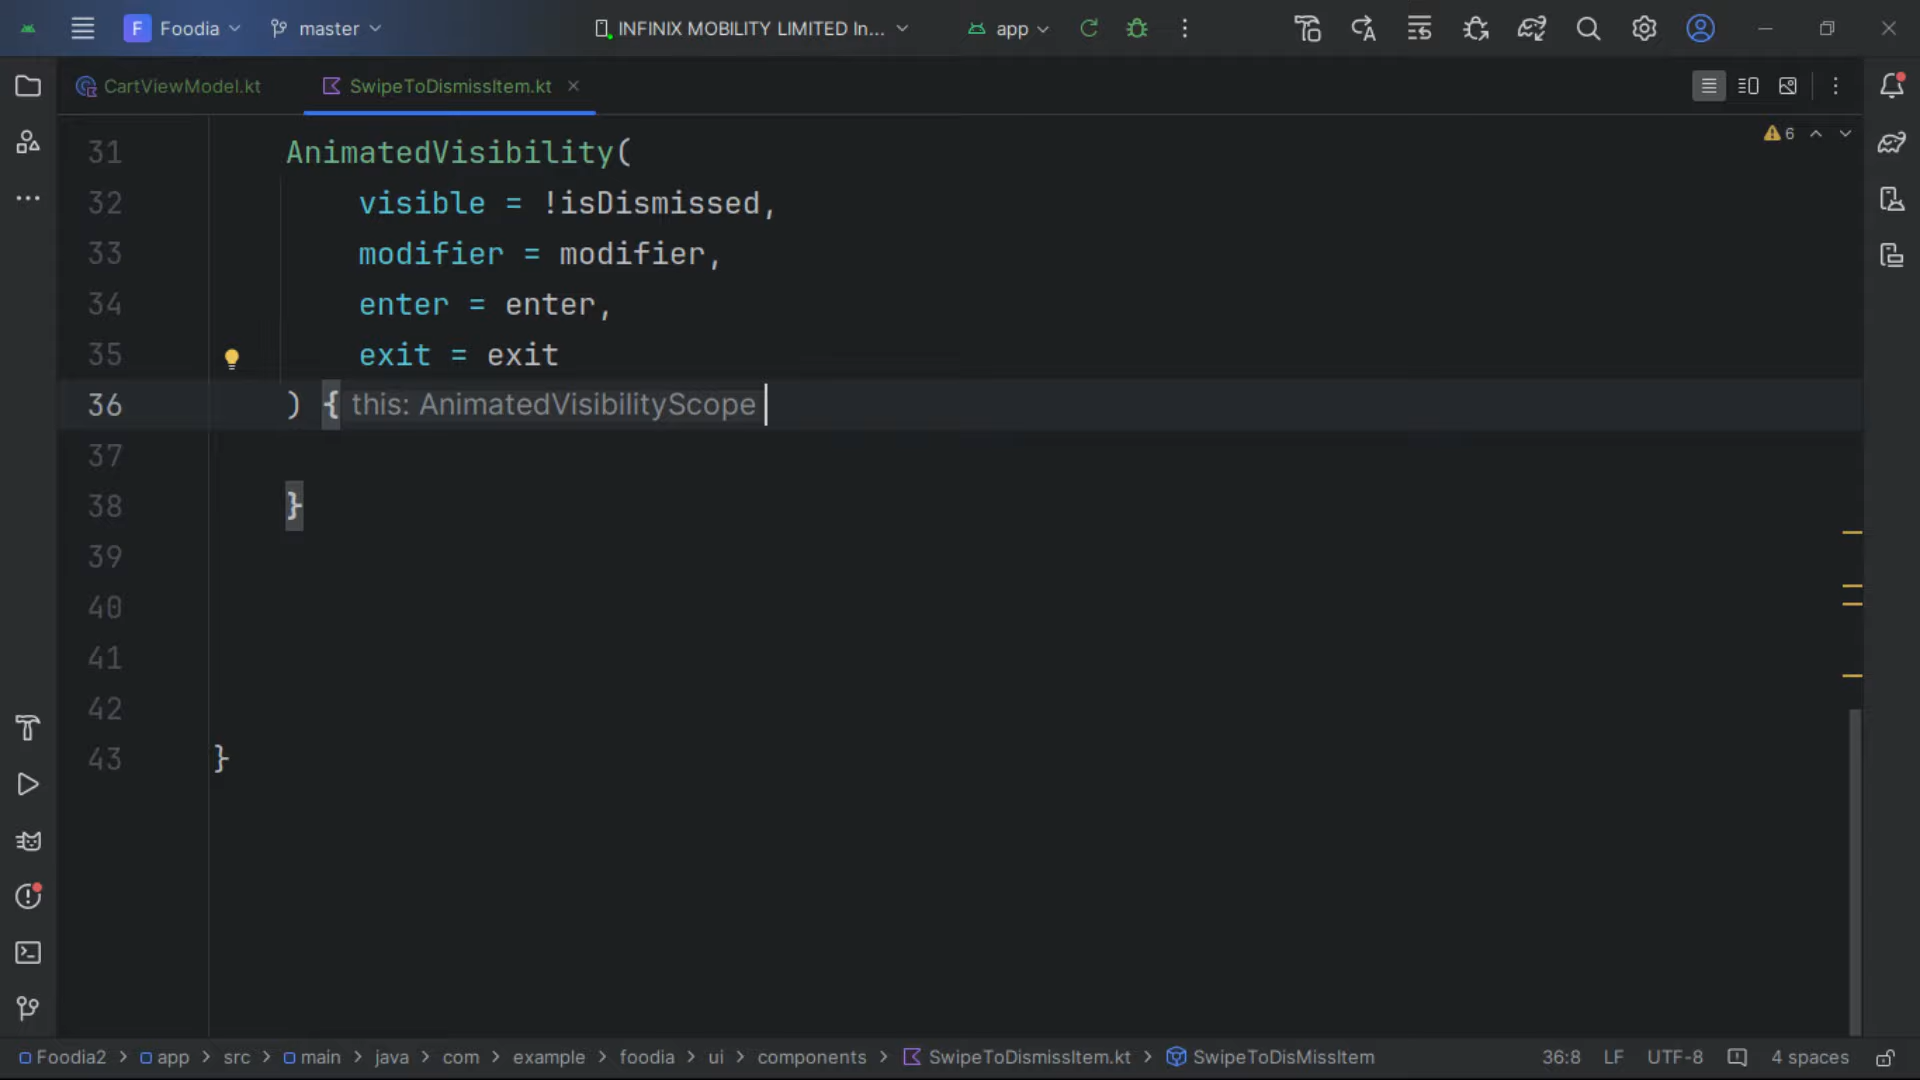 F Foodia master INFINIX MOBILITY LIMITED In... app
CartViewModel.kt SwipeToDismissItem.kt
6
31 AnimatedVisibility(
32 visible = !isDismissed,
33 modifier = modifier,
34 enter = enter,
35 exit = exit
36 ) { this: AnimatedVisibilityScope
37
38 }
39
40
41
42
43 }
Foodia2 > app > src > main > java > com > example > foodia > ui > components > SwipeToDismissItem.kt > SwipeToDisMissItem 36:8 LF UTF-8 4 spaces